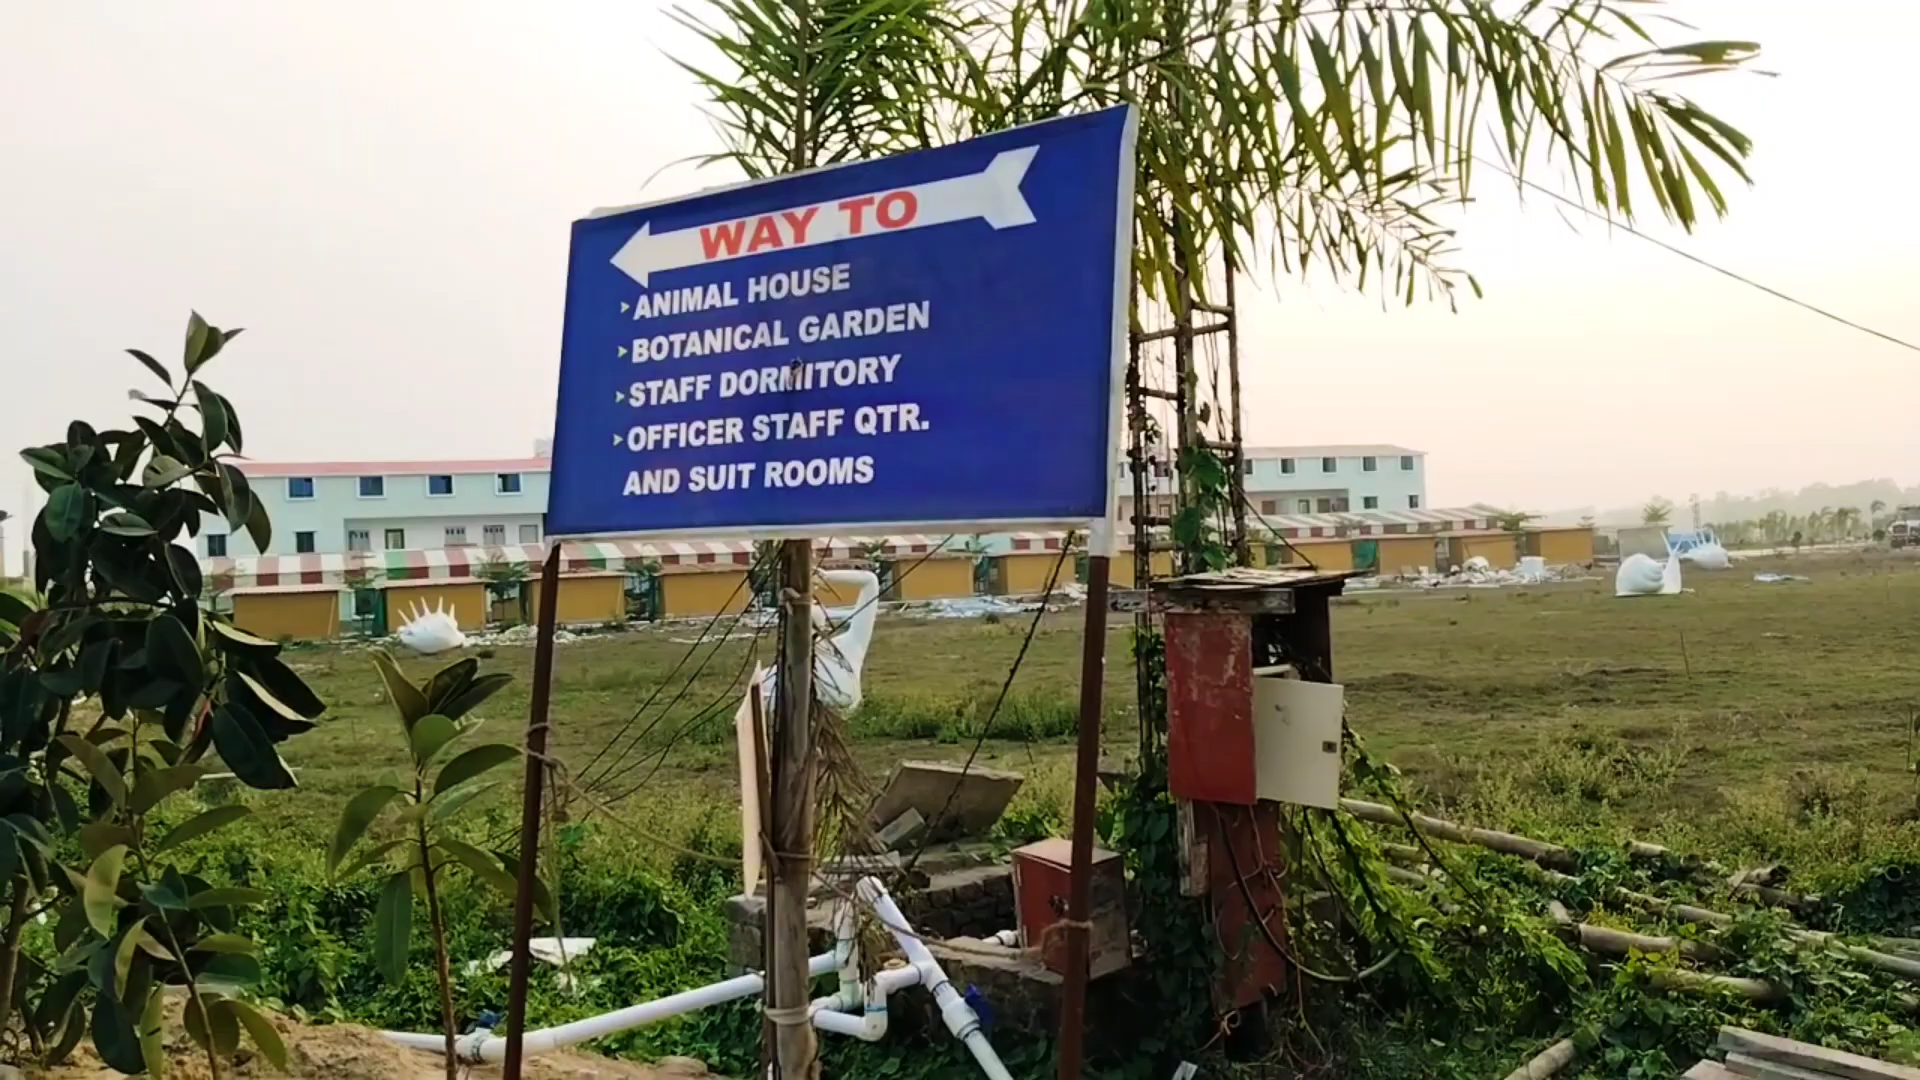 WAY TO
ANIMAL HOUSE
BOTANICAL GARDEN
STAFF DORMITORY
OFFICER STAFF QTR.
AND SUIT ROOMS